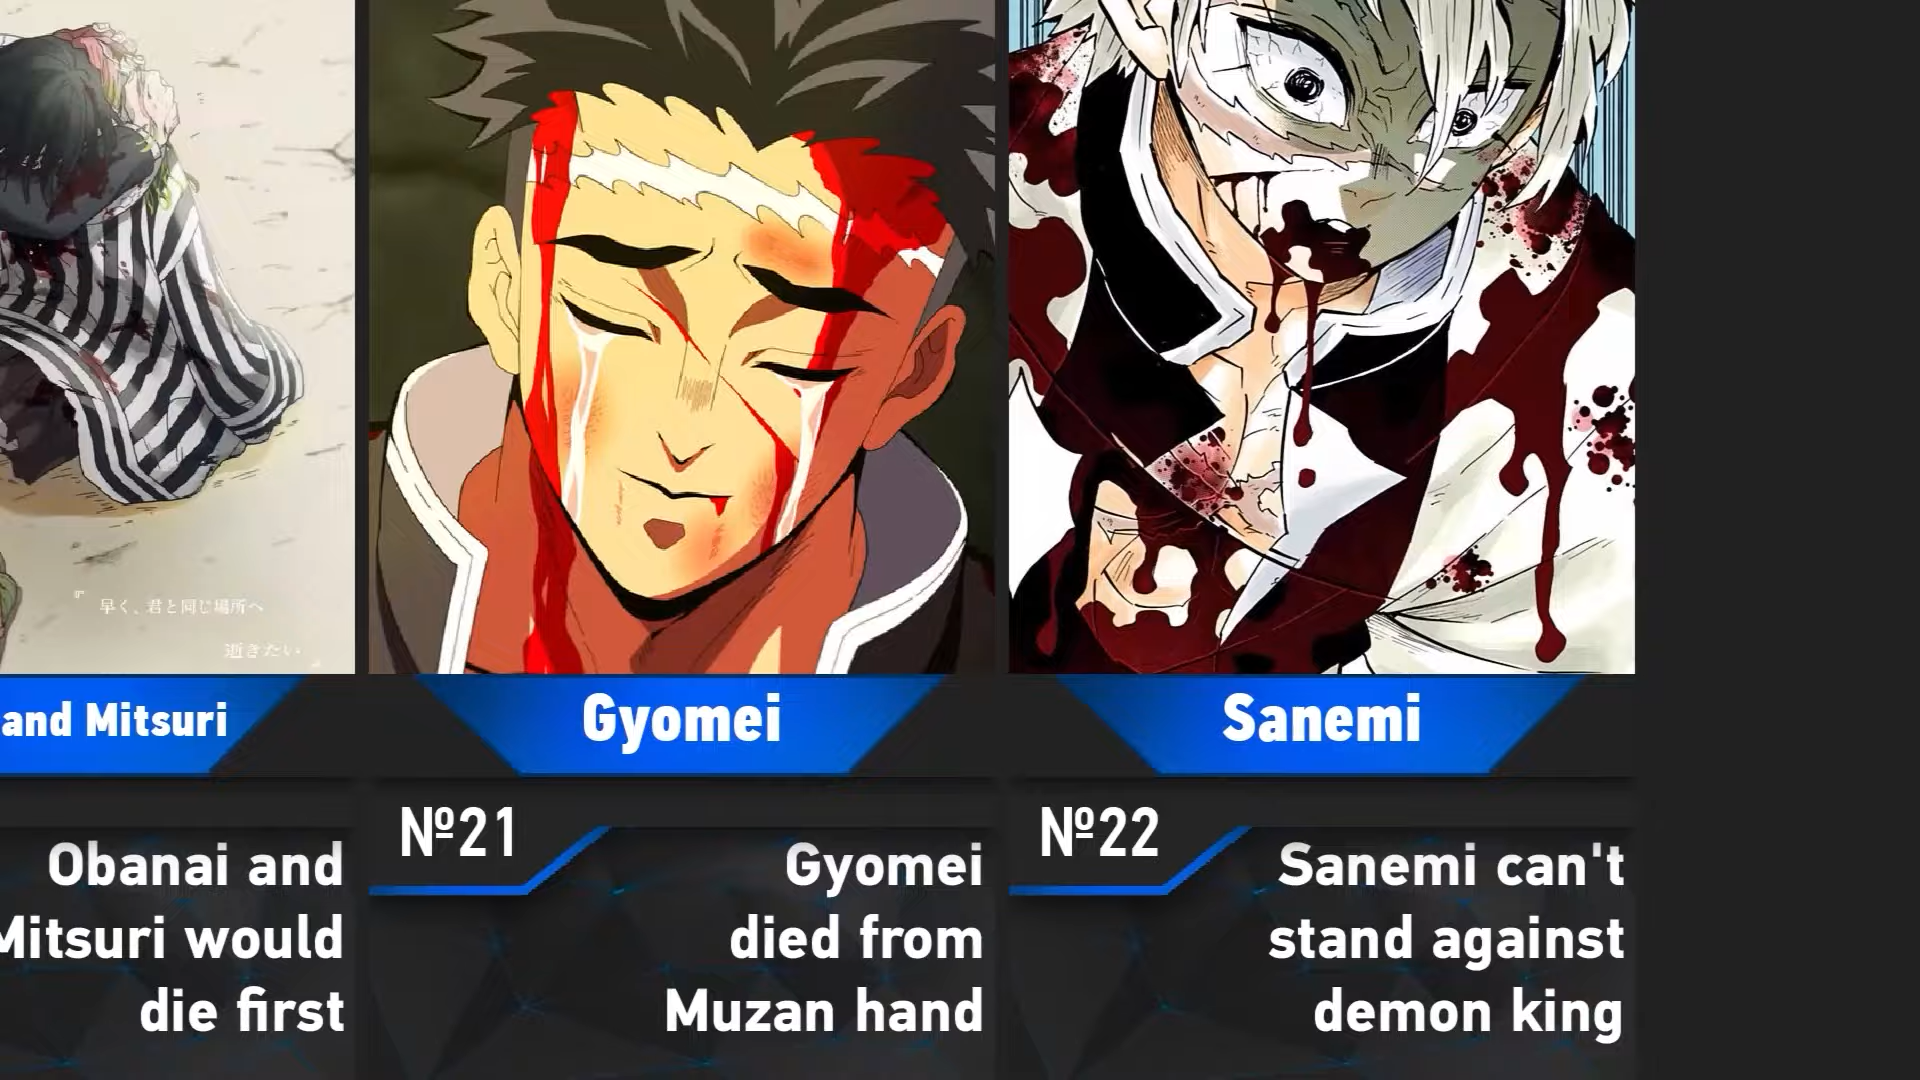 『 早く、君と同じ場所へ
逝きたい 』
and Mitsuri
Obanai and
Mitsuri would
die first
Gyomei
№21
Gyomei
died from
Muzan hand
Sanemi
№22
Sanemi can't
stand against
demon king